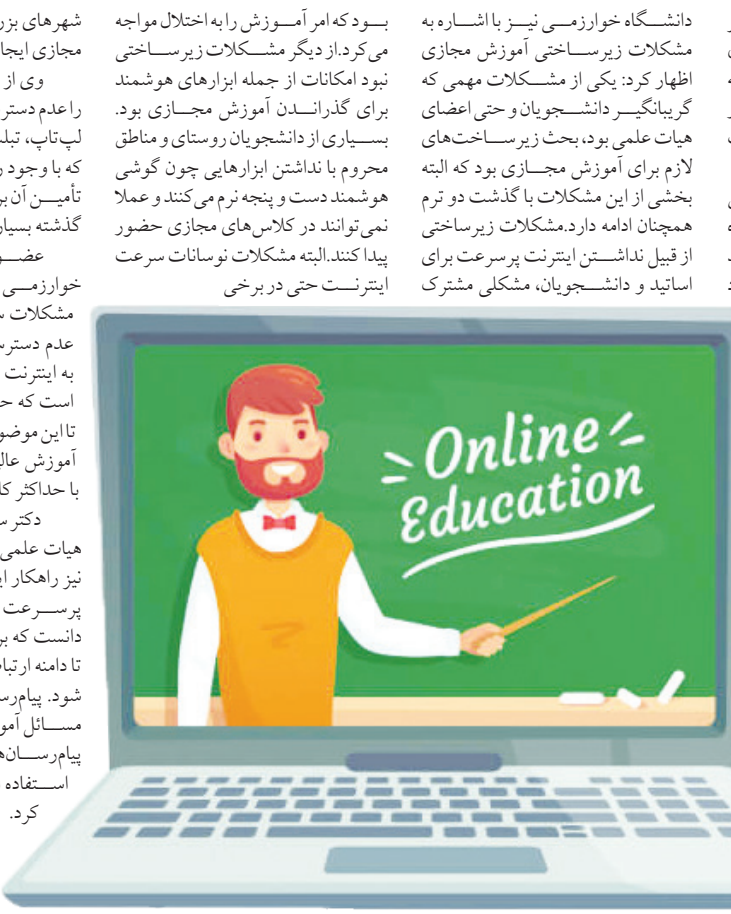 دانشگاه خوارزمی نیز با اشاره به
مشکلات زیرساختی آموزش مجازی
اظهار کرد: یکی از مشکلات مهمی که
گریبانگیر دانشجویان و حتی اعضای
هیات علمی بود، بحث زیرساخت‌های
لازم برای آموزش مجازی بود که البته
بخشی از این مشکلات با گذشت دو ترم
همچنان ادامه دارد.مشکلات زیرساختی
از قبیل نداشتن اینترنت پرسرعت برای
اساتید و دانشجویان، مشکلی مشترک
بود که امر آموزش را به اختلال مواجه
می‌کرد.از دیگر مشکلات زیرساختی
نبود امکانات از جمله ابزارهای هوشمند
برای گذراندن آموزش مجازی بود.
بسیاری از دانشجویان روستای و مناطق
محروم با نداشتن ابزارهایی چون گوشی
هوشمند دست و پنجه نرم می‌کنند و عملا
نمی‌توانند در کلاس‌های مجازی حضور
پیدا کنند.البته مشکلات نوسانات سرعت
اینترنت حتی در برخی
شهرهای بزر
مجازی ایجا
وی از
را عدم دستر
لپ‌تاپ، تبل
که با وجود ر
تأمین آن بر
گذشته بسیار
عضو
خوارزمی
مشکلات س
عدم دسترس
به اینترنت
است که ح
تا این موضو
آموزش عال
با حداکثر کا
دکتر س
هیات علمی
نیز راهکار ای
پرسرعت
دانست که بر
تا دامنه ارتبا
شود. پیام‌رس
مسائل آمو
پیام‌رسان‌ه
استفاده
کرد.
Online
Education